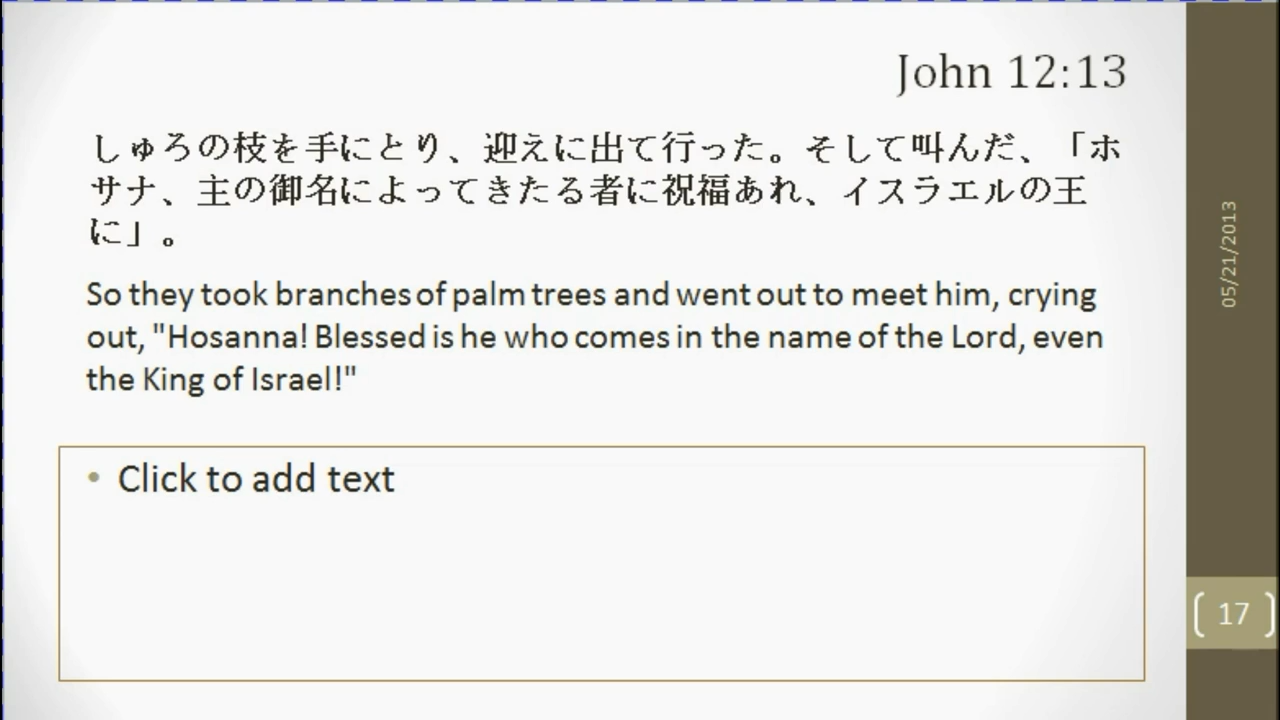 John 12:13
しゅろの枝を手にとり、迎えに出て行った。そして叫んだ、「ホ
サナ、主の御名によってきたる者に祝福あれ、イスラエルの王
に」。
So they took branches of palm trees and went out to meet him, crying
out, "Hosanna! Blessed is he who comes in the name of the Lord, even
the King of Israel!"
• Click to add text
05/21/2013
17